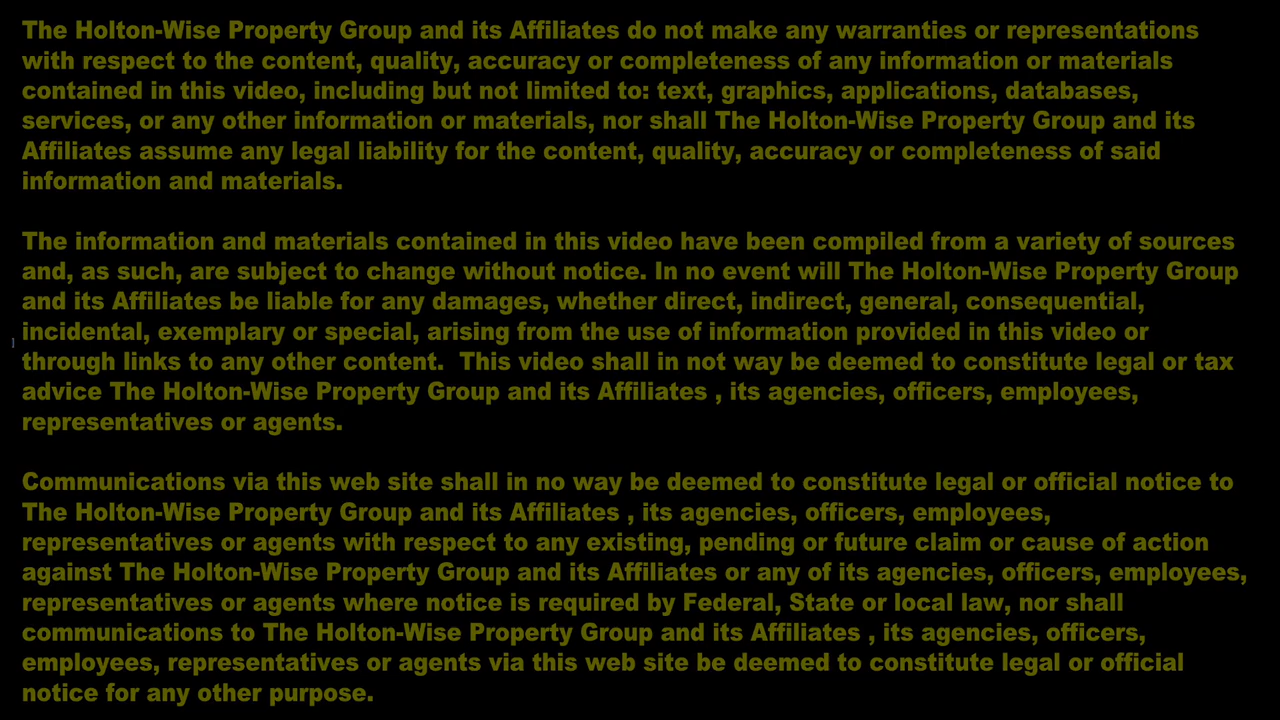 The Holton-Wise Property Group and its Affiliates do not make any warranties or representations
with respect to the content, quality, accuracy or completeness of any information or materials
contained in this video, including but not limited to: text, graphics, applications, databases,
services, or any other information or materials, nor shall The Holton-Wise Property Group and its
Affiliates assume any legal liability for the content, quality, accuracy or completeness of said
information and materials.
The information and materials contained in this video have been compiled from a variety of sources
and, as such, are subject to change without notice. In no event will The Holton-Wise Property Group
and its Affiliates be liable for any damages, whether direct, indirect, general, consequential,
incidental, exemplary or special, arising from the use of information provided in this video or
through links to any other content.  This video shall in not way be deemed to constitute legal or tax
advice The Holton-Wise Property Group and its Affiliates , its agencies, officers, employees,
representatives or agents.
Communications via this web site shall in no way be deemed to constitute legal or official notice to
The Holton-Wise Property Group and its Affiliates , its agencies, officers, employees,
representatives or agents with respect to any existing, pending or future claim or cause of action
against The Holton-Wise Property Group and its Affiliates or any of its agencies, officers, employees,
representatives or agents where notice is required by Federal, State or local law, nor shall
communications to The Holton-Wise Property Group and its Affiliates , its agencies, officers,
employees, representatives or agents via this web site be deemed to constitute legal or official
notice for any other purpose.